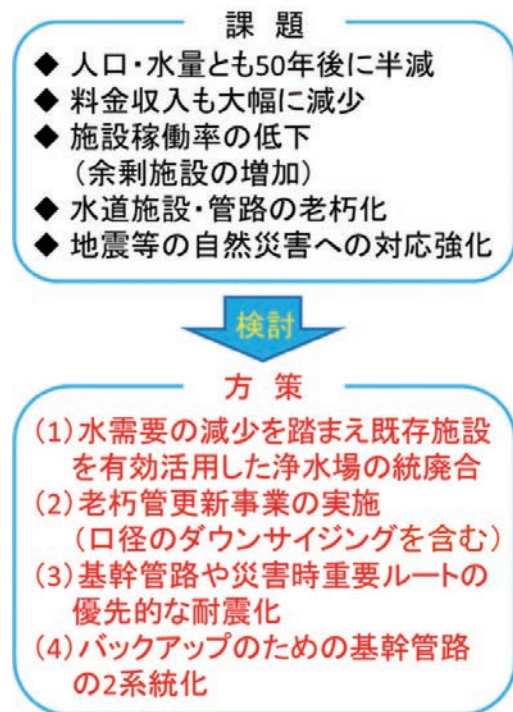 課 題
◆ 人口・水量とも50年後に半減
◆ 料金収入も大幅に減少
◆ 施設稼働率の低下
(余剰施設の増加)
◆ 水道施設・管路の老朽化
◆ 地震等の自然災害への対応強化
検討
方 策
(1)水需要の減少を踏まえ既存施設
を有効活用した浄水場の統廃合
(2)老朽管更新事業の実施
(口径のダウンサイジングを含む)
(3)基幹管路や災害時重要ルートの
優先的な耐震化
(4)バックアップのための基幹管路
の2系統化